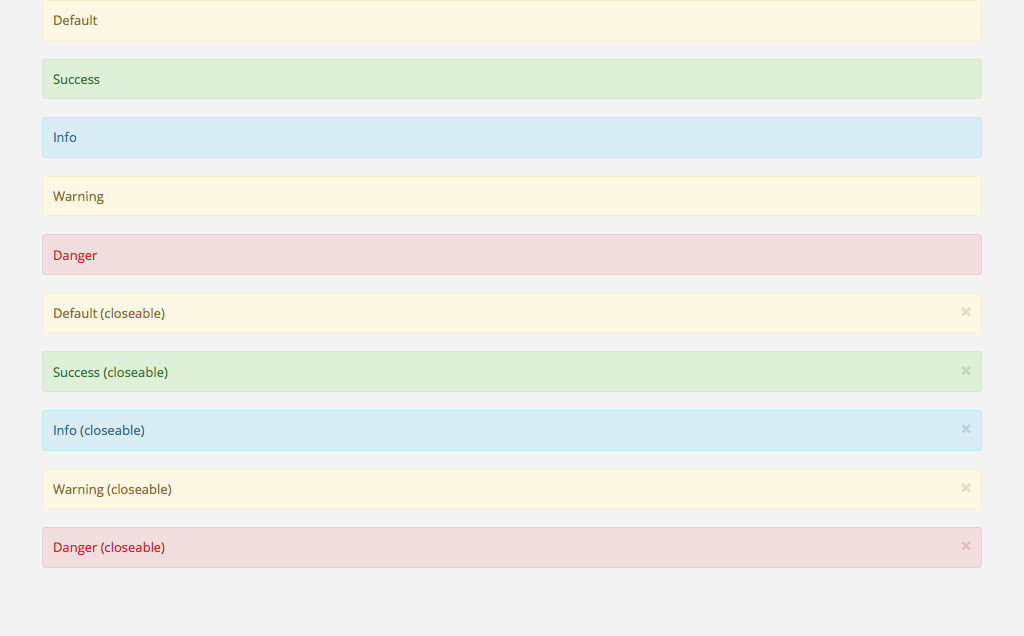 Default
Success
Info
Warning
Danger
Default (closeable)
Success (closeable)
Info (closeable)
Warning (closeable)
Danger (closeable)